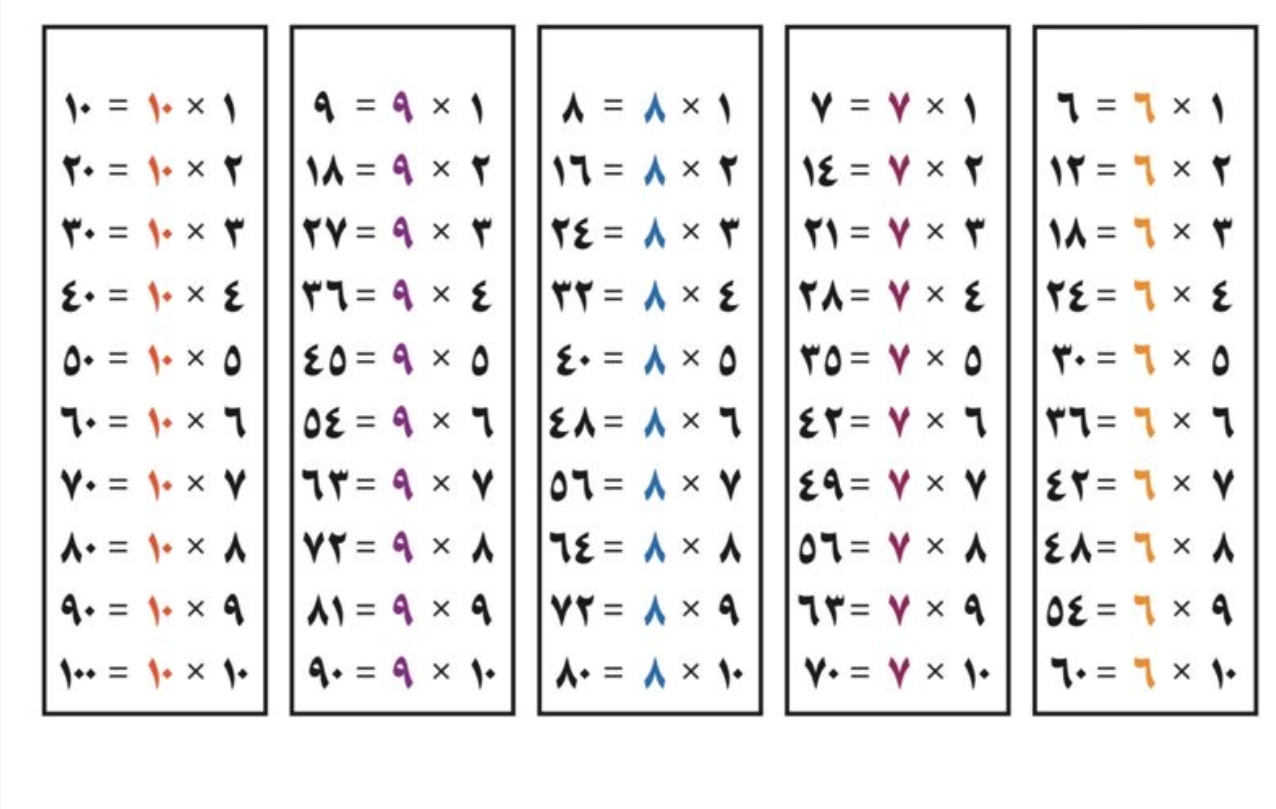 ١ × ٦ = ٦
٢ × ٦ = ١٢
٣ × ٦ = ١٨
٤ × ٦ = ٢٤
٥ × ٦ = ٣٠
٦ × ٦ = ٣٦
٧ × ٦ = ٤٢
٨ × ٦ = ٤٨
٩ × ٦ = ٥٤
١٠ × ٦ = ٦٠
١ × ٧ = ٧
٢ × ٧ = ١٤
٣ × ٧ = ٢١
٤ × ٧ = ٢٨
٥ × ٧ = ٣٥
٦ × ٧ = ٤٢
٧ × ٧ = ٤٩
٨ × ٧ = ٥٦
٩ × ٧ = ٦٣
١٠ × ٧ = ٧٠
١ × ٨ = ٨
٢ × ٨ = ١٦
٣ × ٨ = ٢٤
٤ × ٨ = ٣٢
٥ × ٨ = ٤٠
٦ × ٨ = ٤٨
٧ × ٨ = ٥٦
٨ × ٨ = ٦٤
٩ × ٨ = ٧٢
١٠ × ٨ = ٨٠
١ × ٩ = ٩
٢ × ٩ = ١٨
٣ × ٩ = ٢٧
٤ × ٩ = ٣٦
٥ × ٩ = ٤٥
٦ × ٩ = ٥٤
٧ × ٩ = ٦٣
٨ × ٩ = ٧٢
٩ × ٩ = ٨١
١٠ × ٩ = ٩٠
١ × ١٠ = ١٠
٢ × ١٠ = ٢٠
٣ × ١٠ = ٣٠
٤ × ١٠ = ٤٠
٥ × ١٠ = ٥٠
٦ × ١٠ = ٦٠
٧ × ١٠ = ٧٠
٨ × ١٠ = ٨٠
٩ × ١٠ = ٩٠
١٠ × ١٠ = ١٠٠